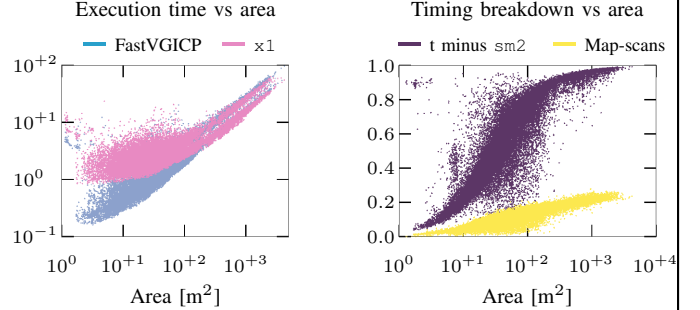 Execution time vs area
FastVGICP x1
10+2
10+1
10^0
10−1
10^0 10+1 10+2 10+3
Area [m²]
Timing breakdown vs area
t minus sm2 Map-scans
1.0
0.8
0.6
0.4
0.2
0.0
10^0 10+1 10+2 10+3 10+4
Area [m²]